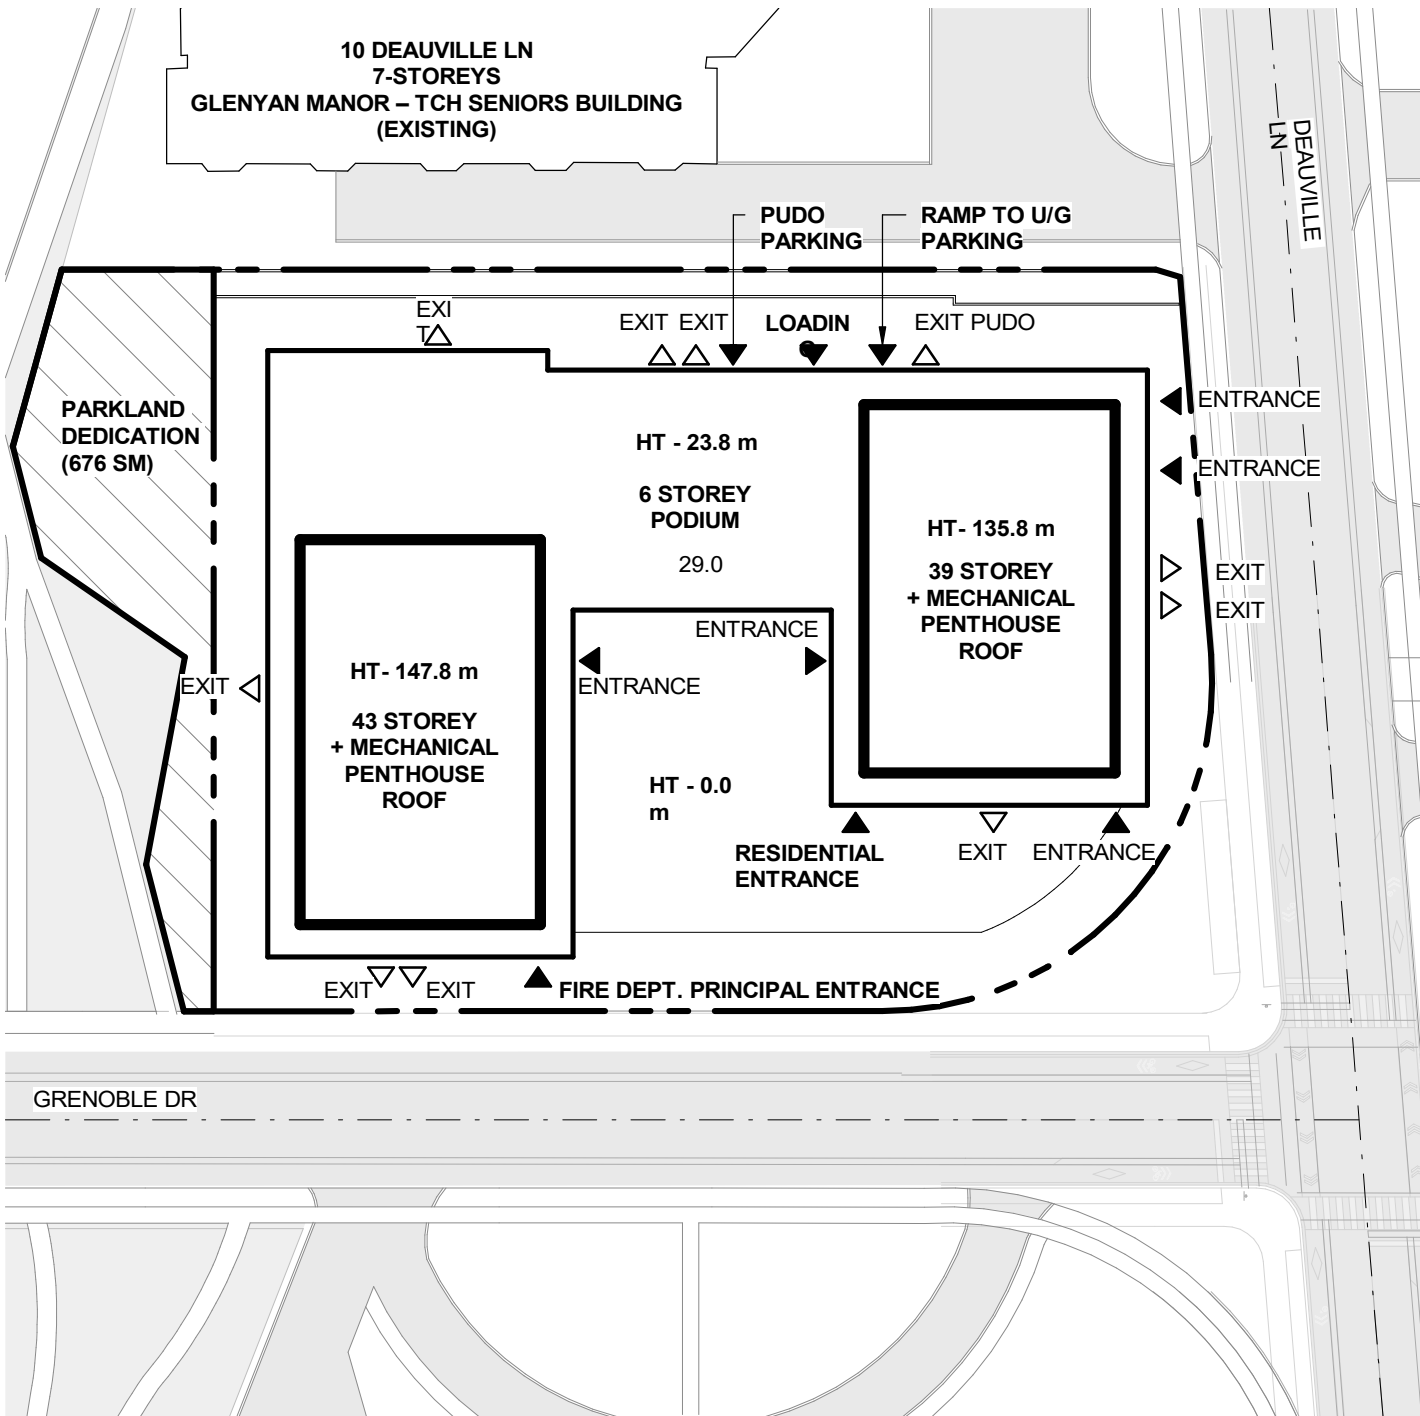 10 DEAUVILLE LN
7-STOREYS
GLENYAN MANOR – TCH SENIORS BUILDING
(EXISTING)
DEAUVILLE
LN
PUDO
PARKING
RAMP TO U/G
PARKING
EXI
T
EXIT
EXIT
LOADIN
G
EXIT PUDO
PARKLAND
DEDICATION
(676 SM)
ENTRANCE
ENTRANCE
HT - 23.8 m
6 STOREY
PODIUM
29.0
HT- 135.8 m
39 STOREY
+ MECHANICAL
PENTHOUSE
ROOF
EXIT
EXIT
ENTRANCE
ENTRANCE
EXIT
HT- 147.8 m
43 STOREY
+ MECHANICAL
PENTHOUSE
ROOF
HT - 0.0
m
RESIDENTIAL
ENTRANCE
EXIT
ENTRANCE
EXIT
EXIT
FIRE DEPT. PRINCIPAL ENTRANCE
GRENOBLE DR